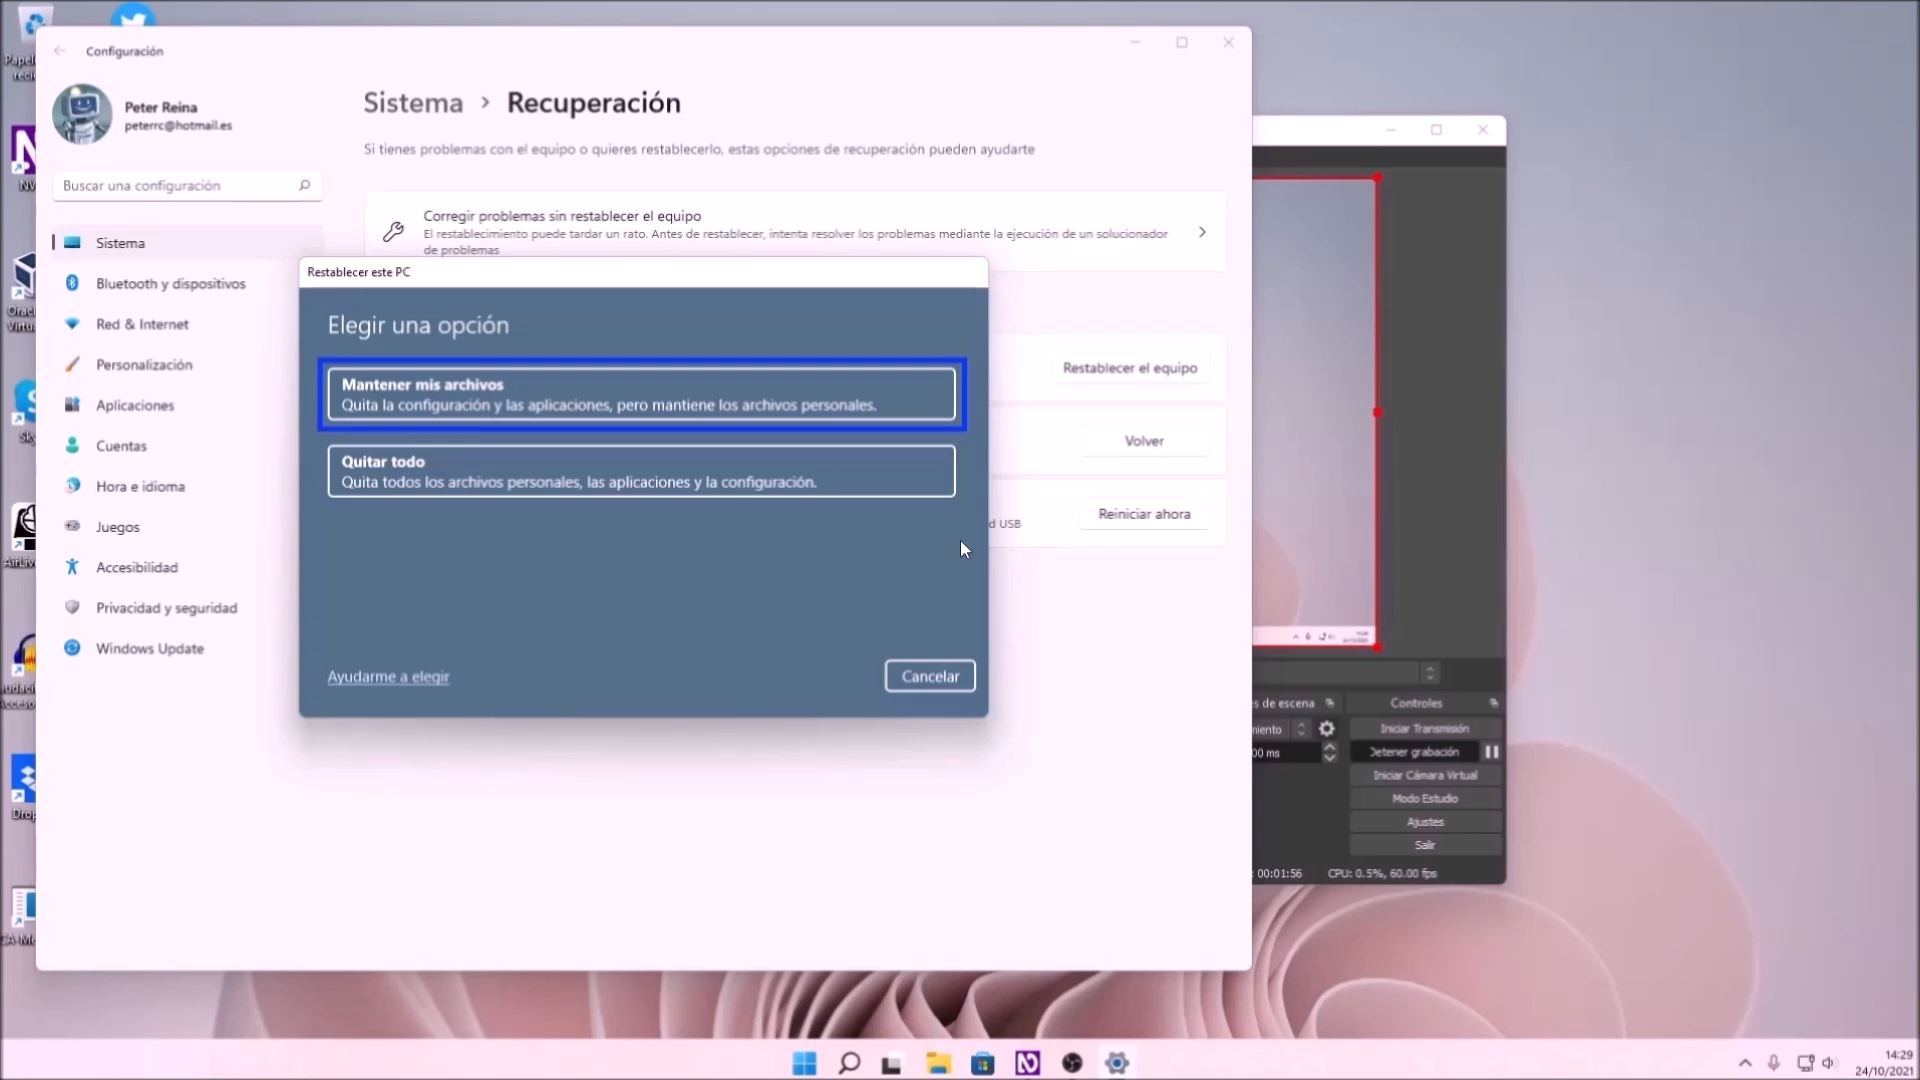 Configuración
Peter Reina
peterrc@hotmail.es
Buscar una configuración
Sistema
Bluetooth y dispositivos
Red & Internet
Personalización
Aplicaciones
Cuentas
Hora e idioma
Juegos
Accesibilidad
Privacidad y seguridad
Windows Update
Sistema > Recuperación
Si tienes problemas con el equipo o quieres restablecerlo, estas opciones de recuperación pueden ayudarte
Corregir problemas sin restablecer el equipo
El restablecimiento puede tardar un rato. Antes de restablecer, intenta resolver los problemas mediante la ejecución de un solucionador
de problemas
Restablecer el equipo
Volver
d USB
Reiniciar ahora
Restablecer este PC
Elegir una opción
Mantener mis archivos
Quita la configuración y las aplicaciones, pero mantiene los archivos personales.
Quitar todo
Quita todos los archivos personales, las aplicaciones y la configuración.
Ayudarme a elegir
Cancelar
s de escena
Controles
miento
00 ms
Iniciar Transmisión
Detener grabación
Iniciar Cámara Virtual
Modo Estudio
Ajustes
Salir
: 00:01:56
CPU: 0.5%, 60.00 fps
14:29
24/10/2021